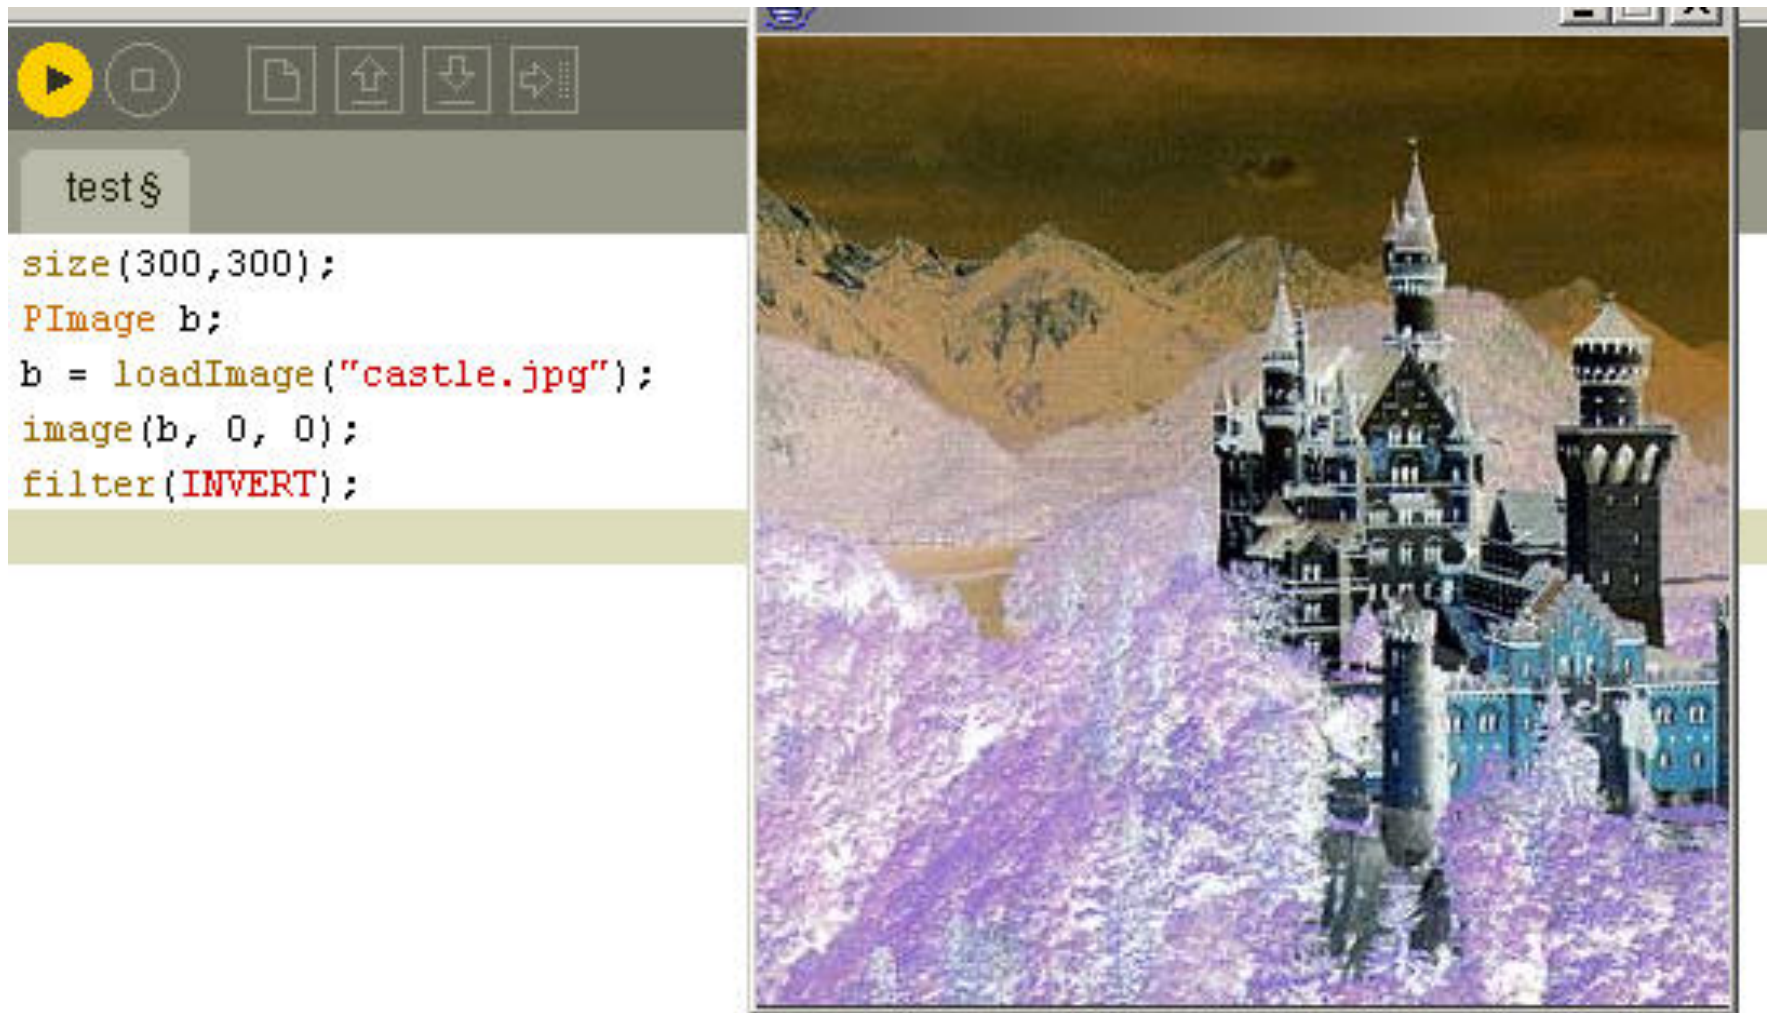 test §
size(300,300);
PImage b;
b = loadImage("castle.jpg");
image(b, 0, 0);
filter(INVERT);